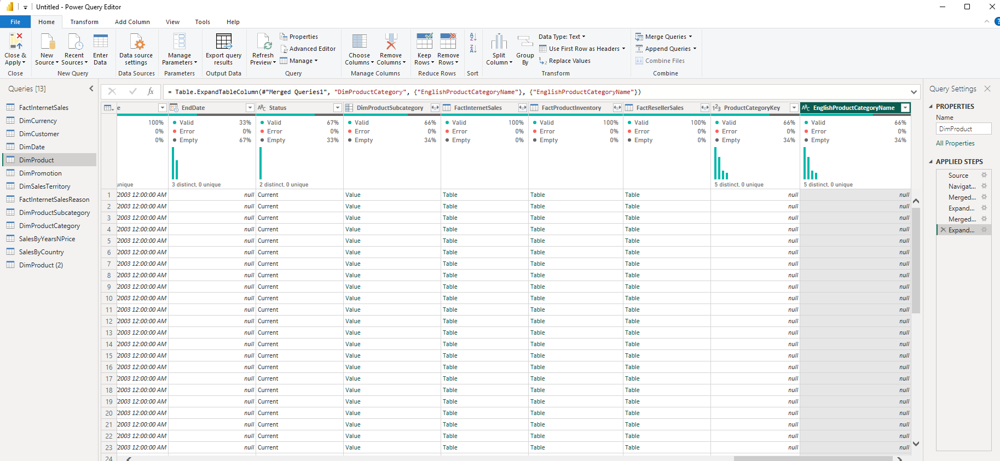 Untitled - Power Query Editor
File Home Transform Add Column View Tools Help
Close & Apply
New Source
Recent Sources
Enter Data
Data source settings
Manage Parameters
Export query results
Refresh Preview
Properties
Advanced Editor
Manage
Choose Columns
Remove Columns
Keep Rows
Remove Rows
Split Column
Group By
Data Type: Text
Use First Row as Headers
Replace Values
Merge Queries
Append Queries
Combine Files
Close New Query Data Sources Parameters Output Data Query Manage Columns Reduce Rows Sort Transform Combine
Queries [13]
FactInternetSales
DimCurrency
DimCustomer
DimDate
DimProduct
DimPromotion
DimSalesTerritory
FactInternetSalesReason
DimProductSubcategory
DimProductCategory
SalesByYearsNPrice
SalesByCountry
DimProduct (2)
fx = Table.ExpandTableColumn(#"Merged Queries1", "DimProductCategory", {"EnglishProductCategoryName"}, {"EnglishProductCategoryName"})
e EndDate ABC Status DimProductSubcategory FactInternetSales FactProductInventory FactResellerSales 123 ProductCategoryKey ABC EnglishProductCategoryName
100% Valid 33% Valid 67% Valid 66% Valid 100% Valid 100% Valid 100% Valid 66% Valid 66%
0% Error 0% Error 0% Error 0% Error 0% Error 0% Error 0% Error 0% Error 0%
0% Empty 67% Empty 33% Empty 34% Empty 0% Empty 0% Empty 0% Empty 34% Empty 34%
unique 3 distinct, 0 unique 2 distinct, 0 unique 5 distinct, 0 unique 5 distinct, 0 unique
1 /2003 12:00:00 AM null Current Value Table Table Table null null
2 /2003 12:00:00 AM null Current Value Table Table Table null null
3 /2003 12:00:00 AM null Current Value Table Table Table null null
4 /2003 12:00:00 AM null Current Value Table Table Table null null
5 /2003 12:00:00 AM null Current Value Table Table Table null null
6 /2003 12:00:00 AM null Current Value Table Table Table null null
7 /2003 12:00:00 AM null Current Value Table Table Table null null
8 /2003 12:00:00 AM null Current Value Table Table Table null null
9 /2003 12:00:00 AM null Current Value Table Table Table null null
10 /2003 12:00:00 AM null Current Value Table Table Table null null
11 /2003 12:00:00 AM null Current Value Table Table Table null null
12 /2003 12:00:00 AM null Current Value Table Table Table null null
13 /2003 12:00:00 AM null Current Value Table Table Table null null
14 /2003 12:00:00 AM null Current Value Table Table Table null null
15 /2003 12:00:00 AM null Current Value Table Table Table null null
16 /2003 12:00:00 AM null Current Value Table Table Table null null
17 /2003 12:00:00 AM null Current Value Table Table Table null null
18 /2003 12:00:00 AM null Current Value Table Table Table null null
19 /2003 12:00:00 AM null Current Value Table Table Table null null
20 /2003 12:00:00 AM null Current Value Table Table Table null null
21 /2003 12:00:00 AM null Current Value Table Table Table null null
22 /2003 12:00:00 AM null Current Value Table Table Table null null
23 /2003 12:00:00 AM null Current Value Table Table Table null null
24
Query Settings
PROPERTIES
Name
DimProduct
All Properties
APPLIED STEPS
Source
Navigat...
Merged...
Expand...
Merged...
Expand...